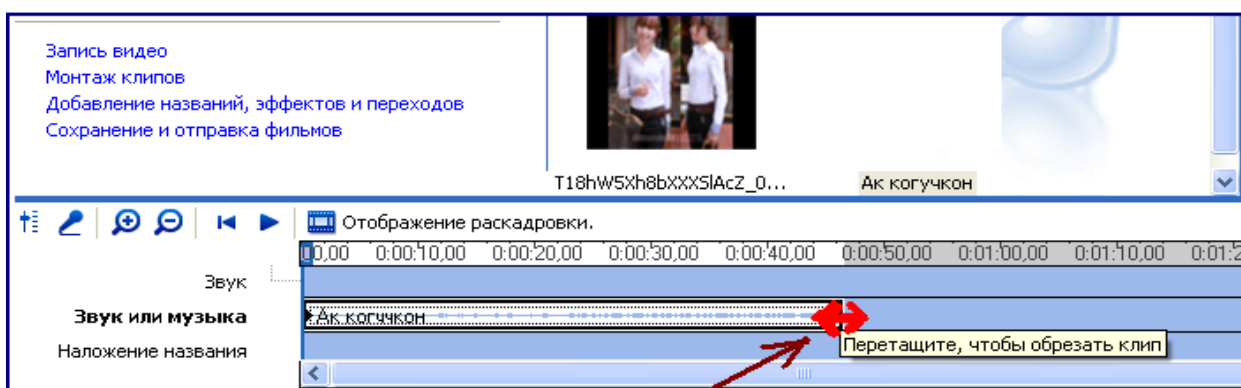 Запись видео
Монтаж клипов
Добавление названий, эффектов и переходов
Сохранение и отправка фильмов
T18hW5Xh8bXXXSlAcZ_0... Ак когучкон
Отображение раскадровки.
0,00 0:00:10,00 0:00:20,00 0:00:30,00 0:00:40,00 0:00:50,00 0:01:00,00 0:01:10,00 0:01:2
Звук
Звук или музыка Ак когучкон
Перетащите, чтобы обрезать клип
Наложение названия